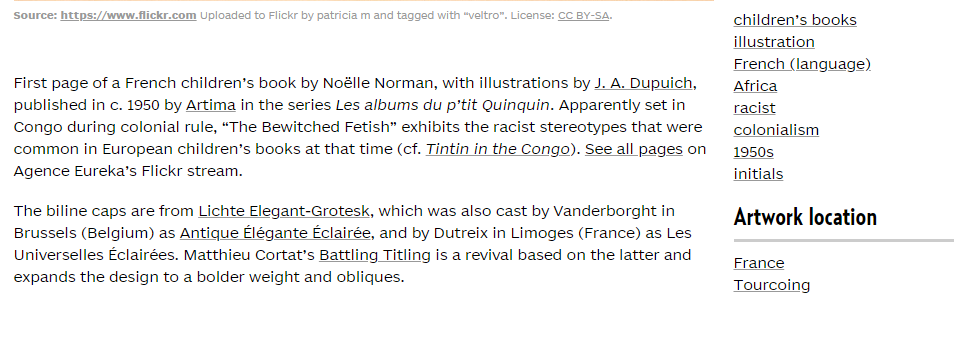 Source: https://www.flickr.com Uploaded to Flickr by patricia m and tagged with “veltro”. License: CC BY-SA.
First page of a French children’s book by Noëlle Norman, with illustrations by J. A. Dupuich,
published in c. 1950 by Artima in the series Les albums du p’tit Quinquin. Apparently set in
Congo during colonial rule, “The Bewitched Fetish” exhibits the racist stereotypes that were
common in European children’s books at that time (cf. Tintin in the Congo). See all pages on
Agence Eureka’s Flickr stream.
The biline caps are from Lichte Elegant-Grotesk, which was also cast by Vanderborght in
Brussels (Belgium) as Antique Élégante Éclairée, and by Dutreix in Limoges (France) as Les
Universelles Éclairées. Matthieu Cortat’s Battling Titling is a revival based on the latter and
expands the design to a bolder weight and obliques.
children’s books
illustration
French (language)
Africa
racist
colonialism
1950s
initials
Artwork location
France
Tourcoing